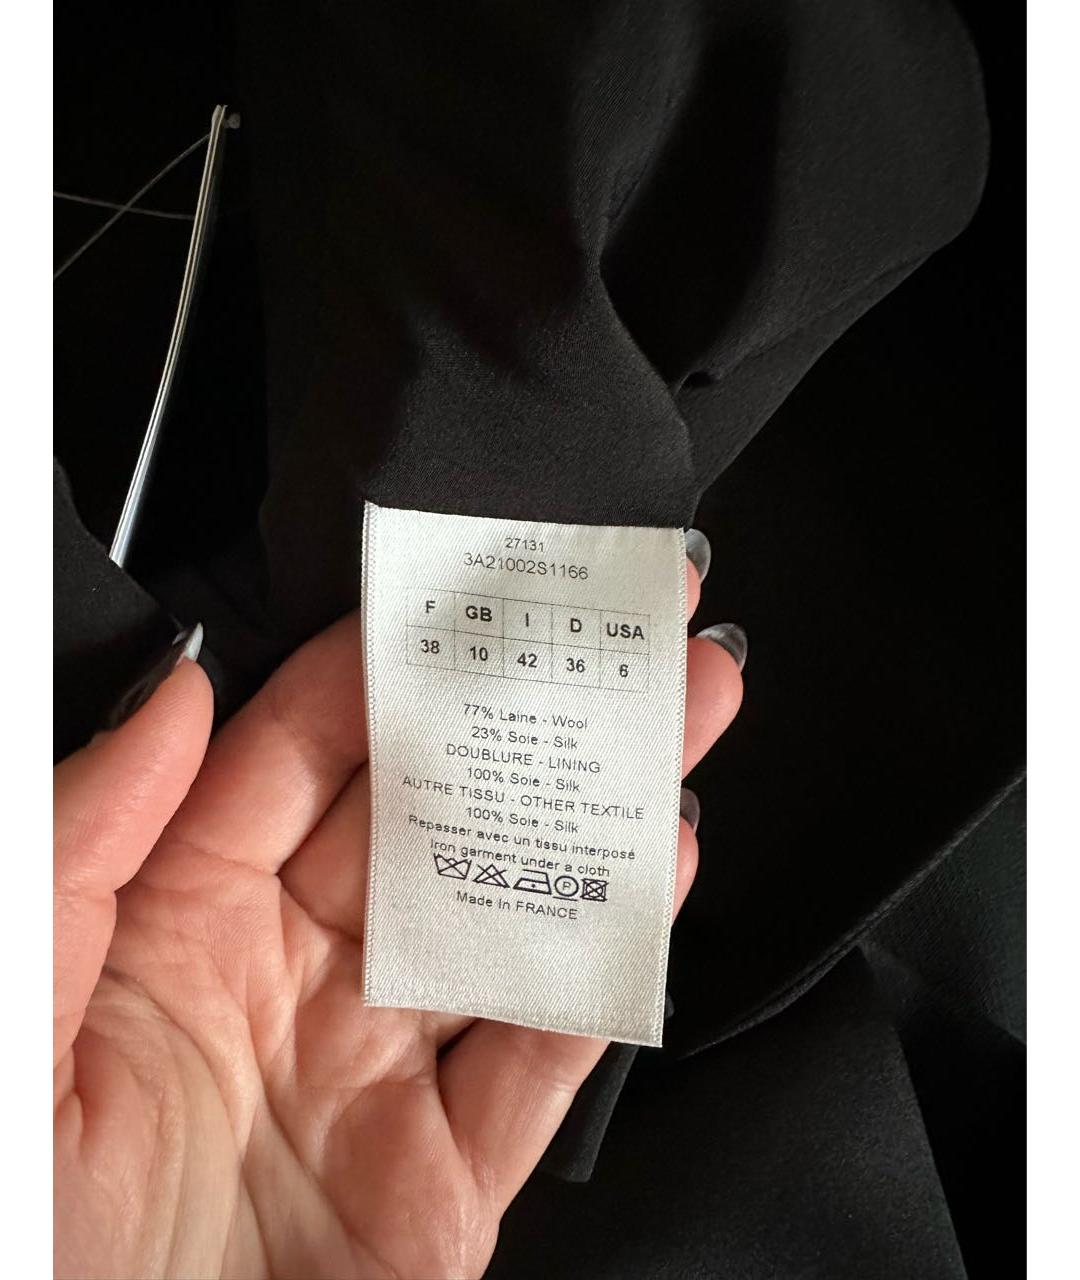 27131
3A21002S1166
F GB I D USA
38 10 42 36 6
77% Laine - Wool
23% Soie - Silk
DOUBLURE - LINING
100% Soie - Silk
AUTRE TISSU - OTHER TEXTILE
100% Soie - Silk
Repasser avec un tissu interposé
Iron garment under a cloth
P
Made In FRANCE